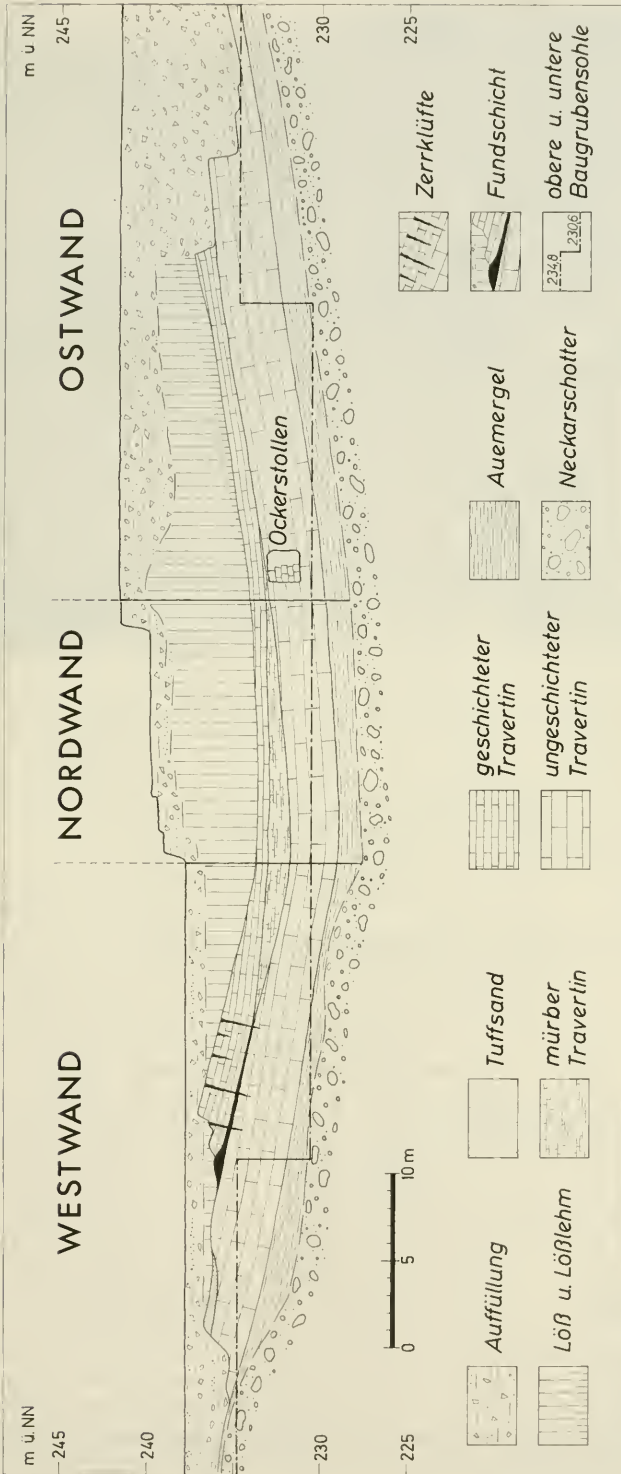 WESTWAND
NORDWAND
OSTWAND
m ü.NN
245
240
230
225
m ü NN
245
230
225
Ockerstollen
0
5
10 m
Auffüllung
Tuffsand
geschichteter
Travertin
Auemergel
Zerrklüfte
Löß u. Lößlehm
mürber
Travertin
ungeschichteter
Travertin
Neckarschotter
Fundschicht
234,8
230,6
obere u. untere
Baugrubensohle